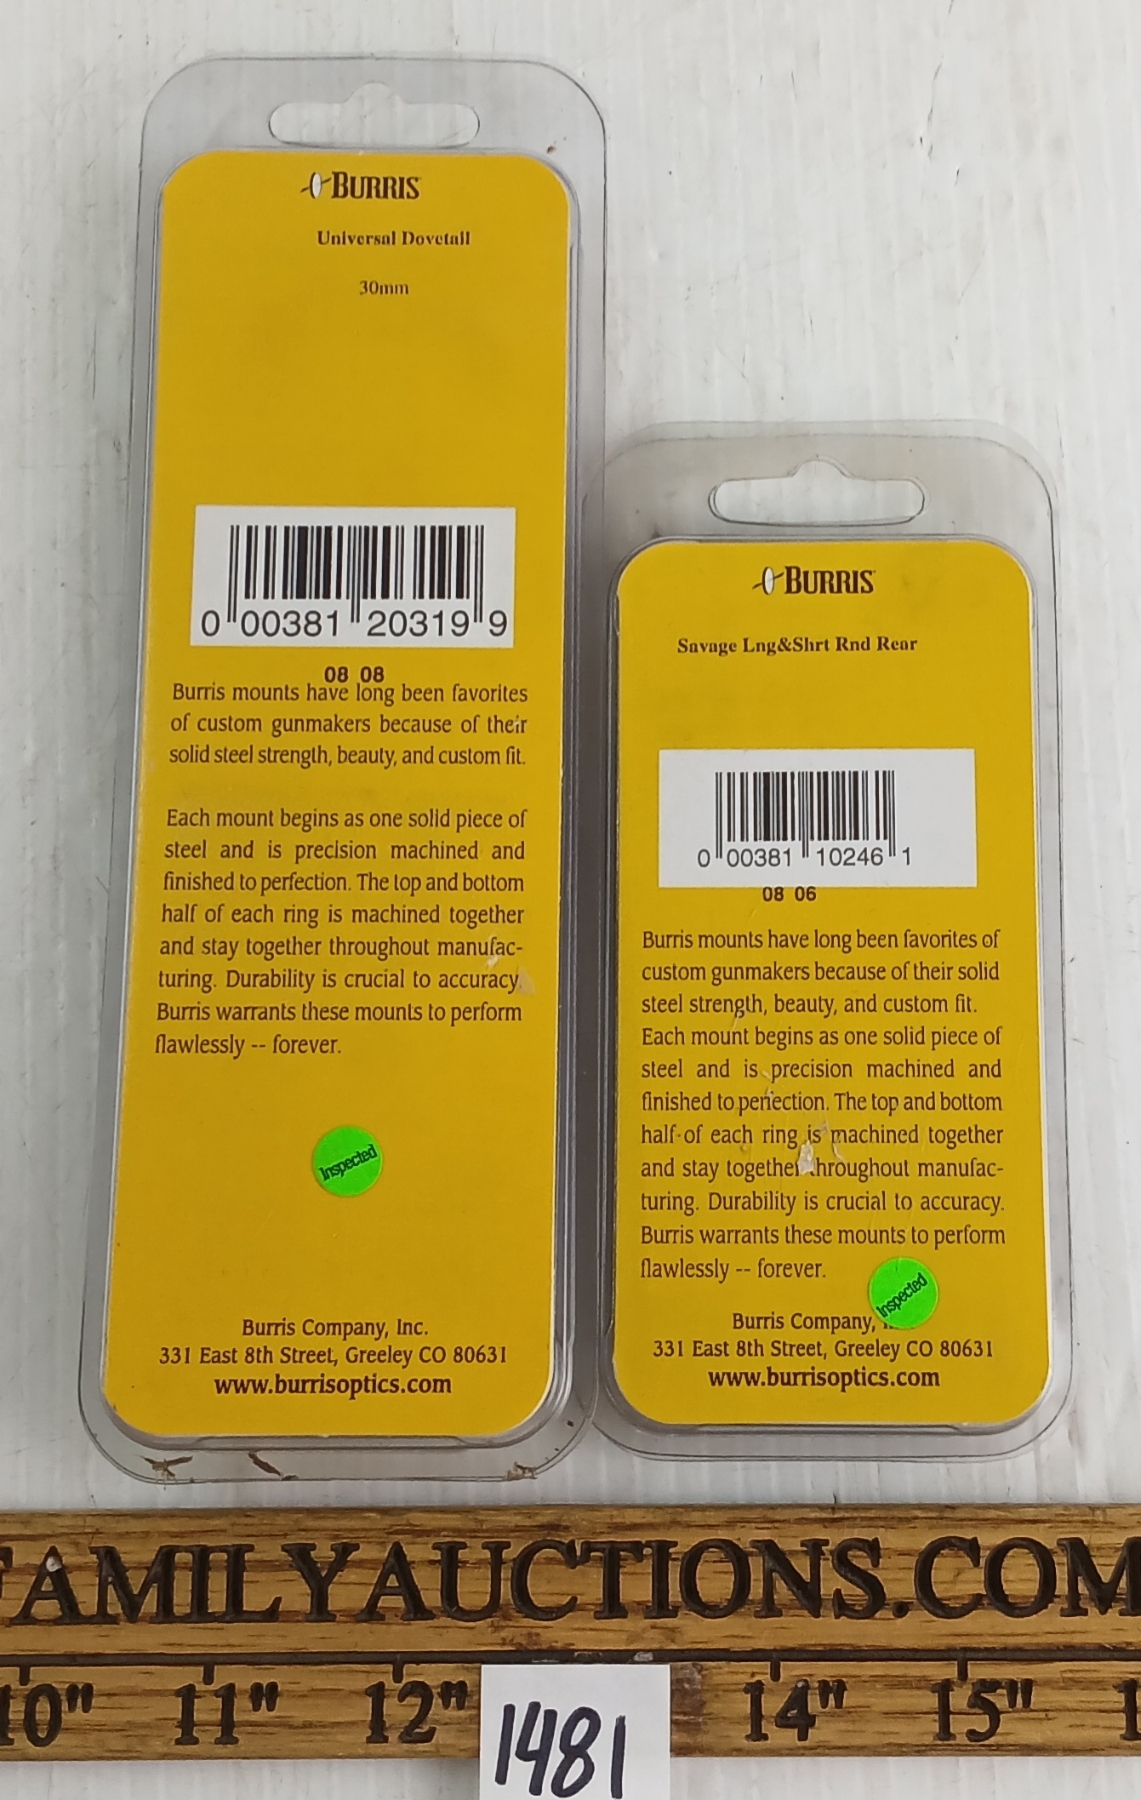 BURRIS
Universal Dovetail
30mm
0 00381 20319 9
08 08
Burris mounts have long been favorites
of custom gunmakers because of their
solid steel strength, beauty, and custom fit.
Each mount begins as one solid piece of
steel and is precision machined and
finished to perfection. The top and bottom
half of each ring is machined together
and stay together throughout manufac-
turing. Durability is crucial to accuracy.
Burris warrants these mounts to perform
flawlessly -- forever.
Inspected
Burris Company, Inc.
331 East 8th Street, Greeley CO 80631
www.burrisoptics.com
BURRIS
Savage Lng&Shrt Rnd Rear
0 00381 10246 1
08 06
Burris mounts have long been favorites of
custom gunmakers because of their solid
steel strength, beauty, and custom fit.
Each mount begins as one solid piece of
steel and is precision machined and
finished to perfection. The top and bottom
half of each ring is machined together
and stay together throughout manufac-
turing. Durability is crucial to accuracy.
Burris warrants these mounts to perform
flawlessly -- forever.
Inspected
Burris Company,
331 East 8th Street, Greeley CO 80631
www.burrisoptics.com
FAMILYAUCTIONS.COM
10" 11" 12" 14" 15"
1481